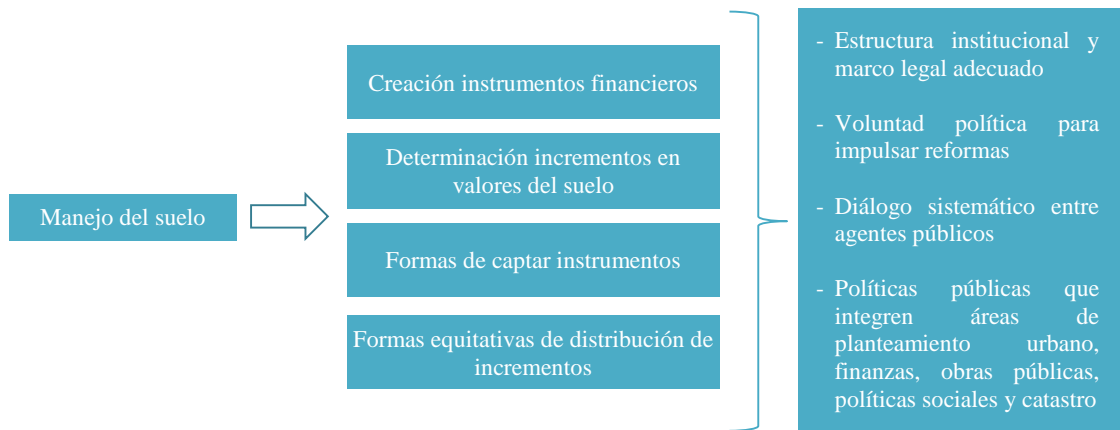 Manejo del suelo
Creación instrumentos financieros
Determinación incrementos en
valores del suelo
Formas de captar instrumentos
Formas equitativas de distribución de
incrementos
- Estructura institucional y
marco legal adecuado
- Voluntad política para
impulsar reformas
- Diálogo sistemático entre
agentes públicos
- Políticas públicas que
integren áreas de
planteamiento urbano,
finanzas, obras públicas,
políticas sociales y catastro